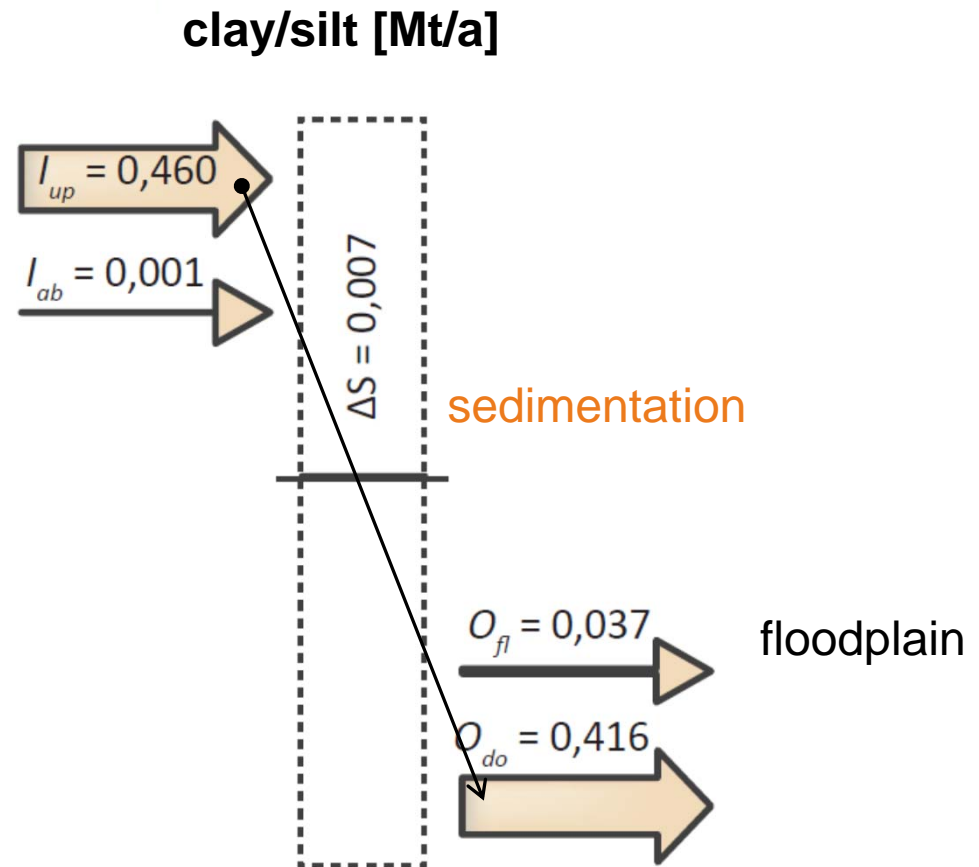 clay/silt [Mt/a]
I_up = 0,460
I_ab = 0,001
ΔS = 0,007
sedimentation
O_fl = 0,037
floodplain
O_do = 0,416